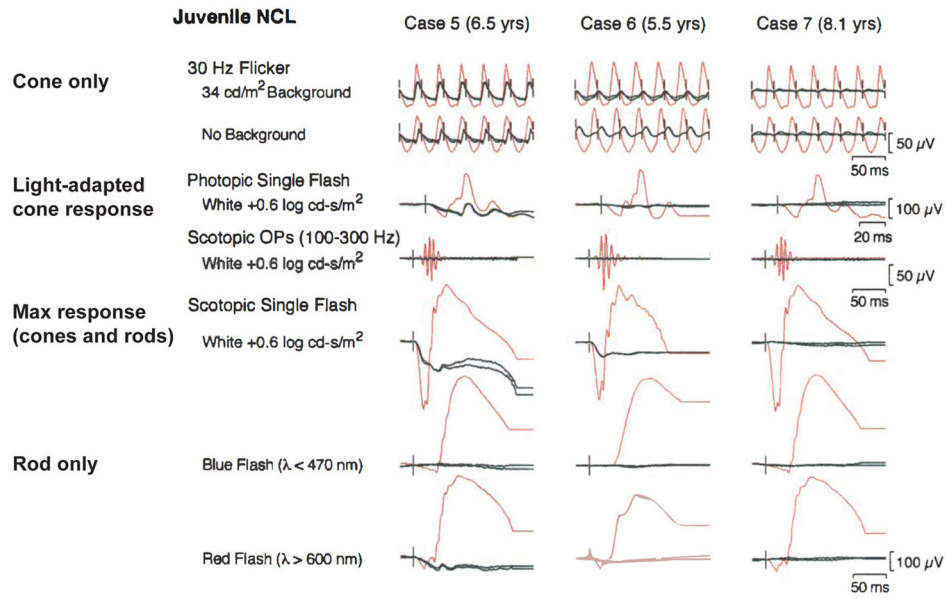 Juvenile NCL
Case 5 (6.5 yrs)
Case 6 (5.5 yrs)
Case 7 (8.1 yrs)
Cone only
30 Hz Flicker
34 cd/m² Background
No Background
50 µV
50 ms
Light-adapted
cone response
Photopic Single Flash
White +0.6 log cd-s/m²
100 µV
20 ms
Scotopic OPs (100-300 Hz)
White +0.6 log cd-s/m²
50 µV
50 ms
Max response
(cones and rods)
Scotopic Single Flash
White +0.6 log cd-s/m²
Rod only
Blue Flash (λ < 470 nm)
Red Flash (λ > 600 nm)
100 µV
50 ms